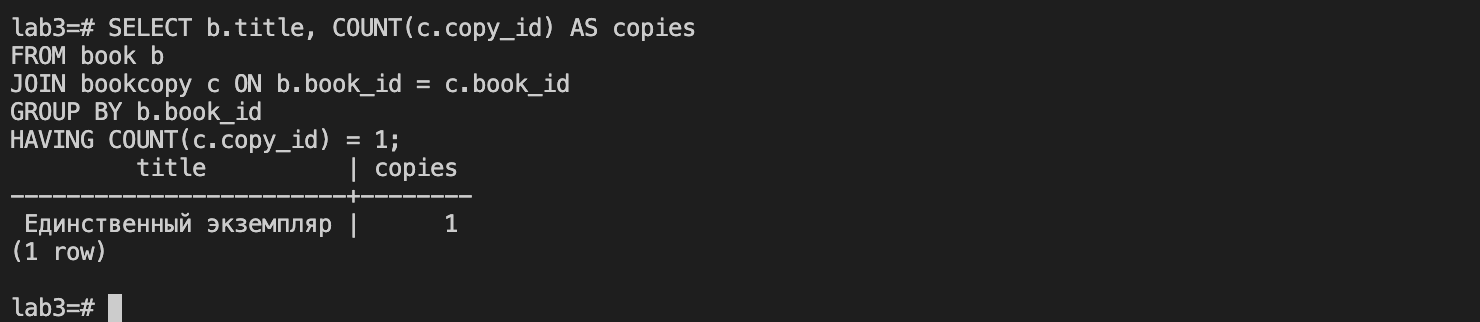 lab3=# SELECT b.title, COUNT(c.copy_id) AS copies
FROM book b
JOIN bookcopy c ON b.book_id = c.book_id
GROUP BY b.book_id
HAVING COUNT(c.copy_id) = 1;
         title          | copies
------------------------+--------
 Единственный экземпляр |      1
(1 row)
lab3=#